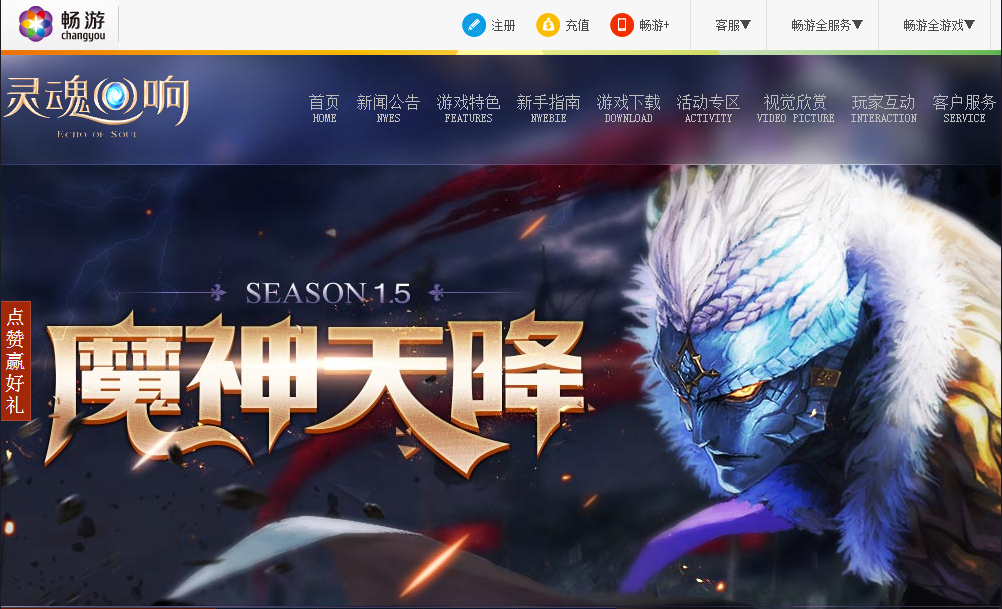 畅游
changyou
注册
充值
畅游+
客服▼
畅游全服务▼
畅游全游戏▼
灵魂回响
ECHO OF SOUL
首页 新闻公告 游戏特色 新手指南 游戏下载 活动专区 视觉欣赏 玩家互动 客户服务
HOME NWES FEATURES NWEBIE DOWNLOAD ACTIVITY VIDEO PICTURE INTERACTION SERVICE
SEASON 1.5
魔神天降
点赞赢好礼